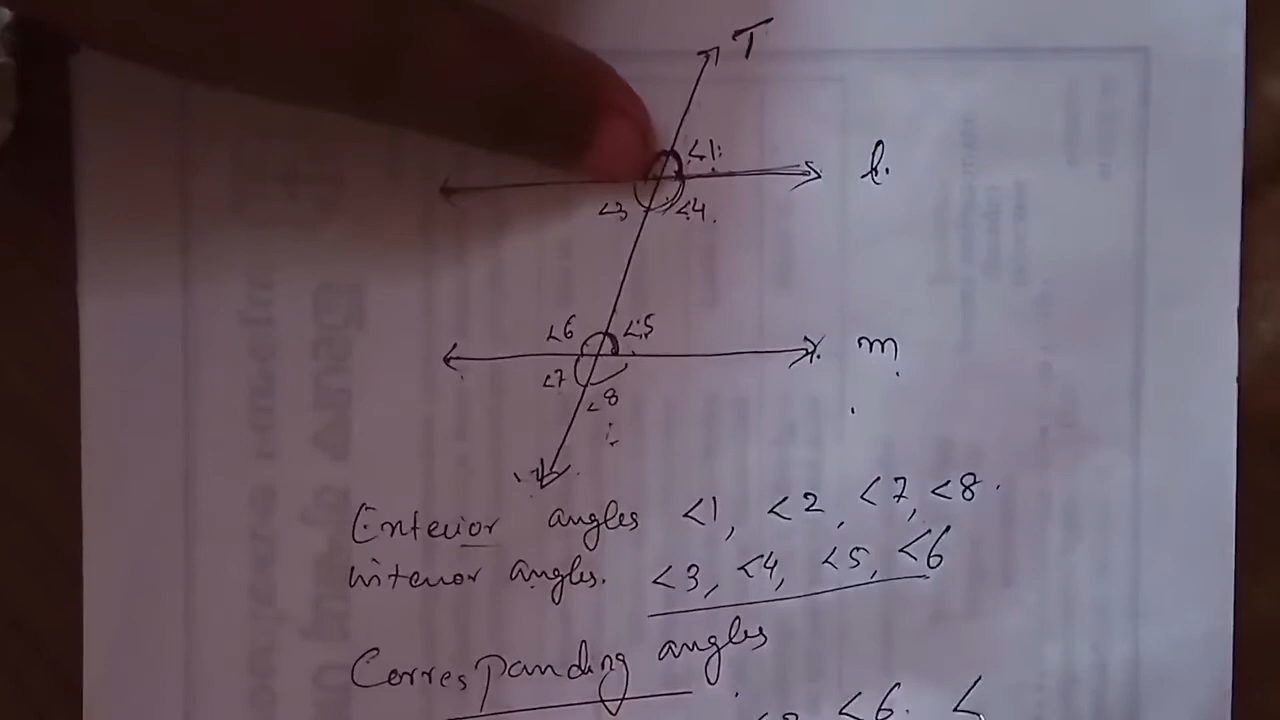 T
<1
l.
<3 <4.
<6 <5
m
<7
<8
Exterior angles <1, <2, <7, <8.
interior angles. <3, <4, <5, <6
Corresponding angles
<6. <